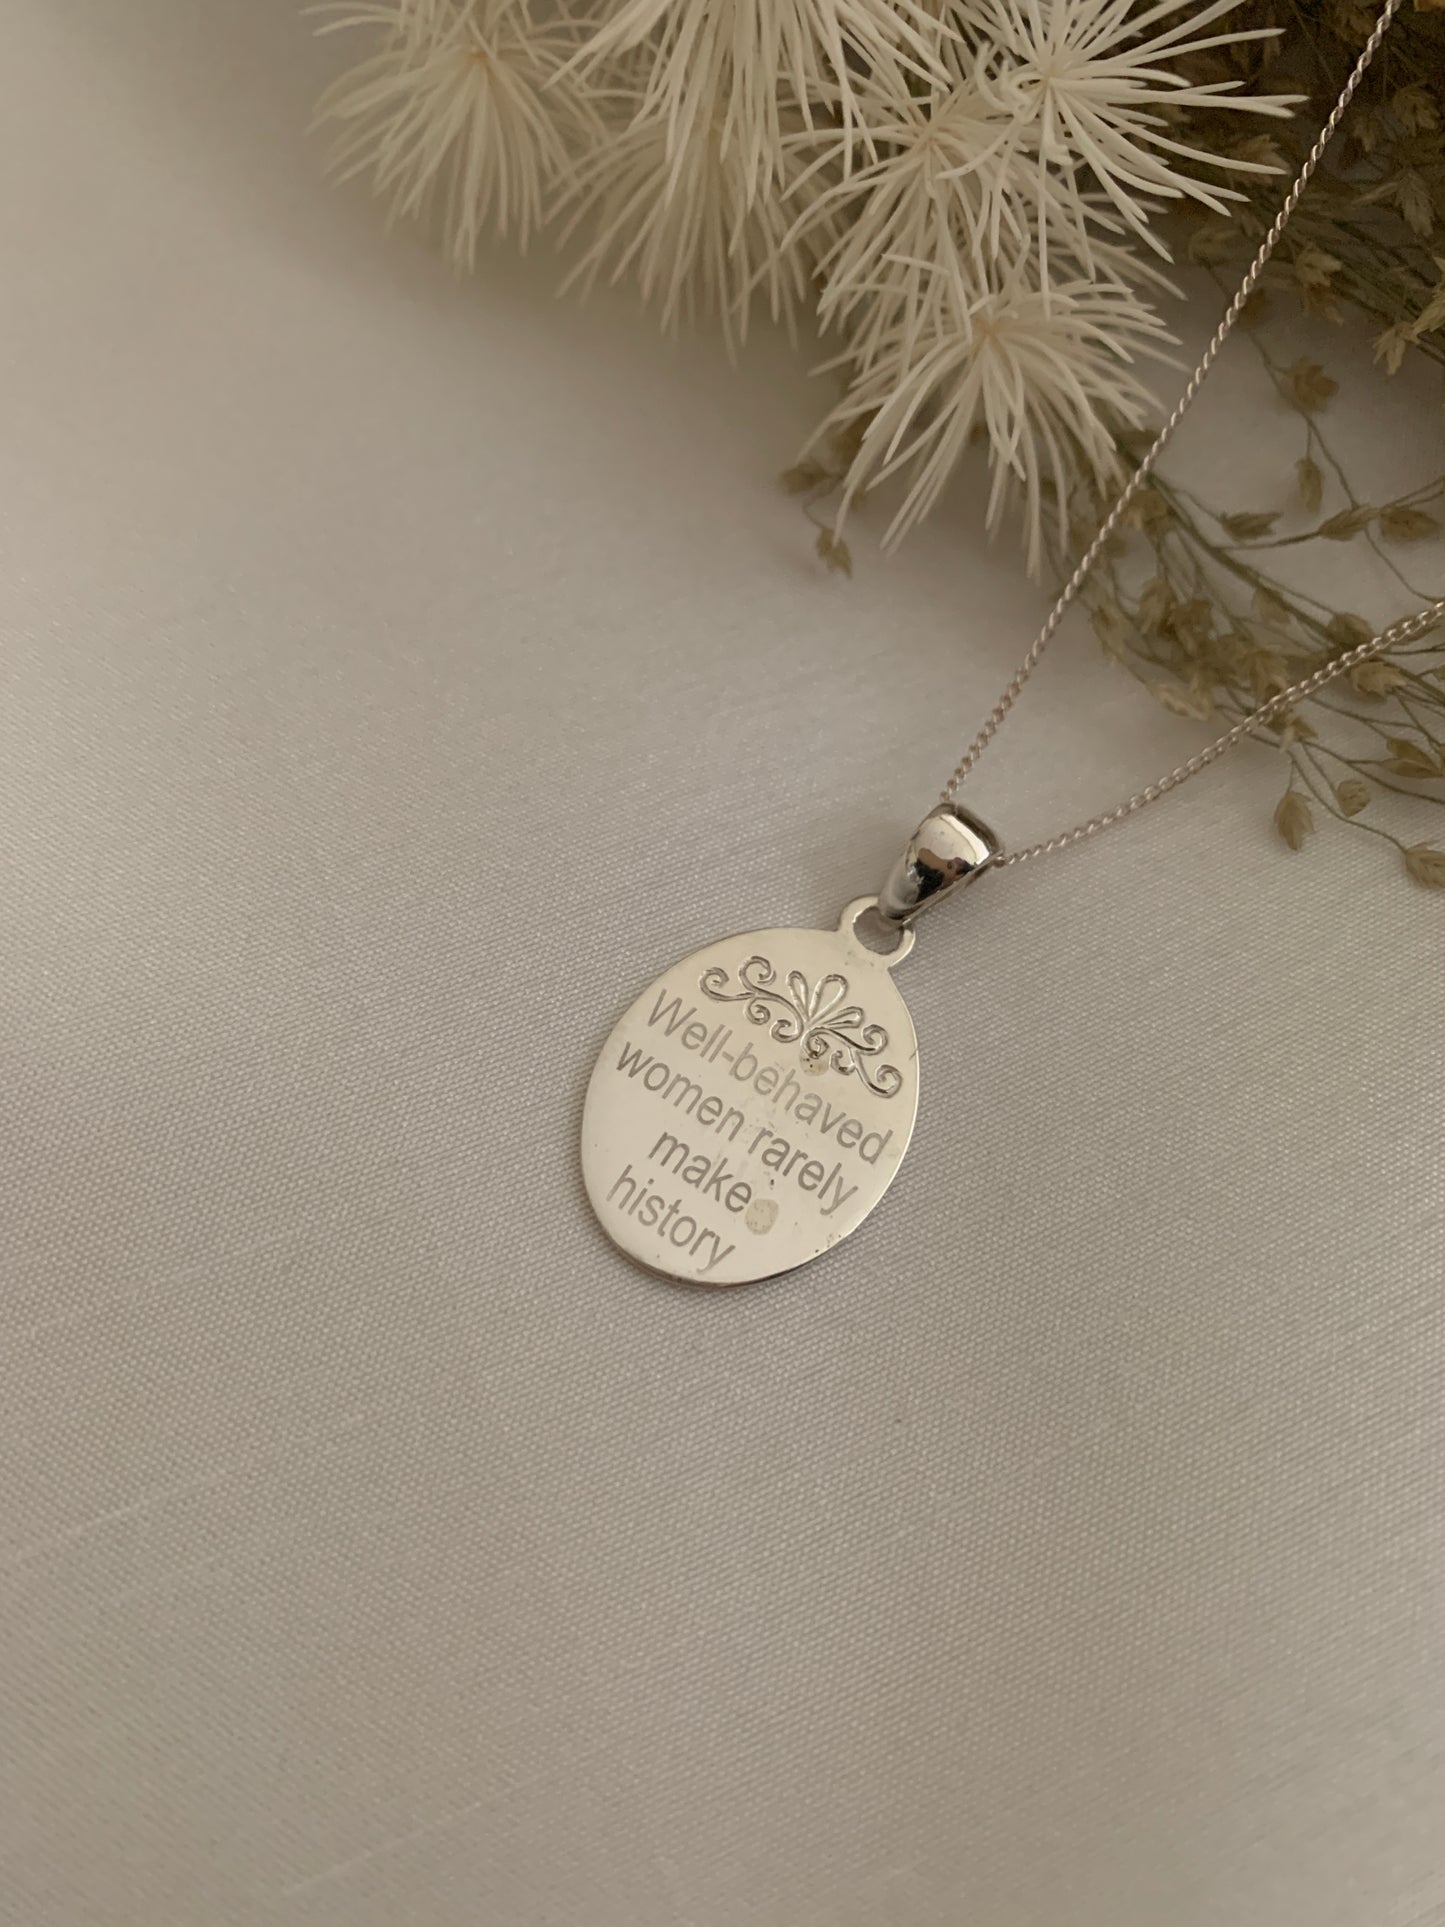 Well-behaved
women rarely
make
history